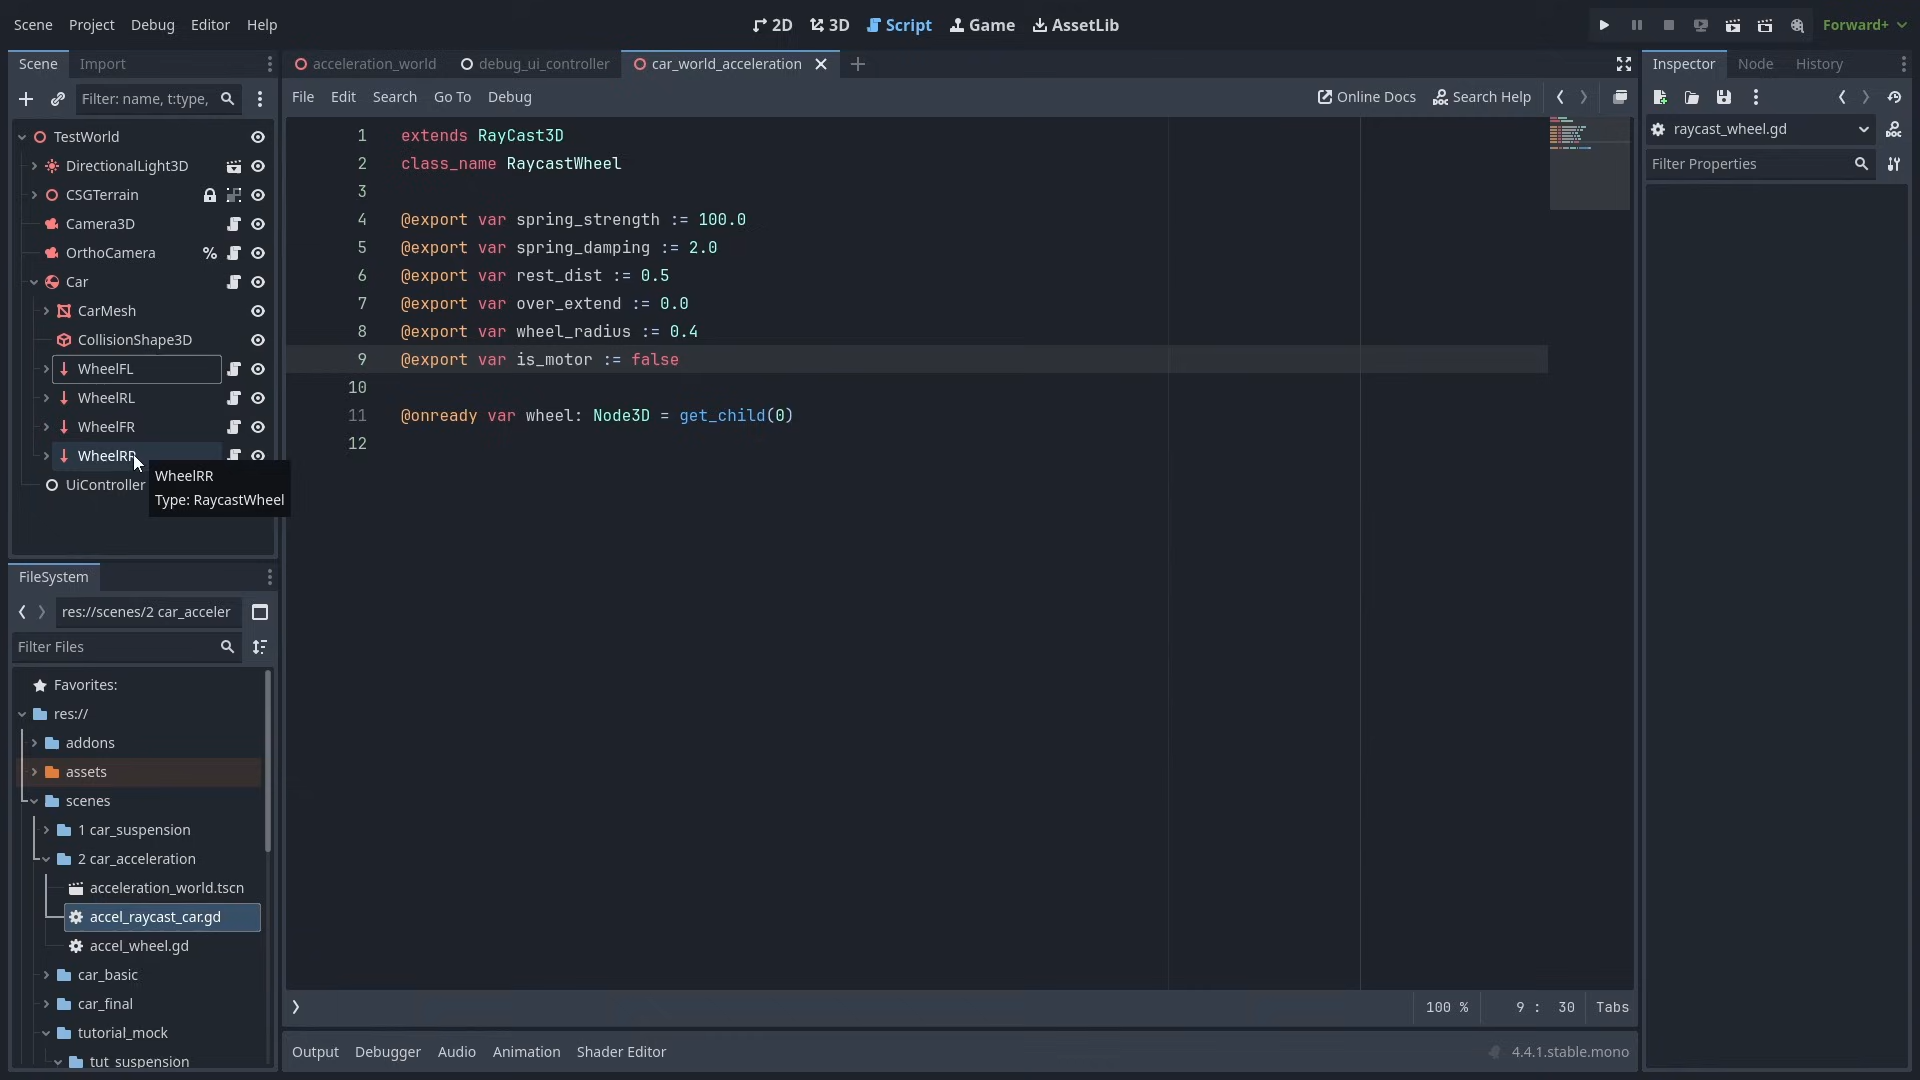 Scene Project Debug Editor Help
2D 3D Script Game AssetLib
Forward+
Scene Import
Filter: name, t:type,
TestWorld
DirectionalLight3D
CSGTerrain
Camera3D
OrthoCamera %
Car
CarMesh
CollisionShape3D
WheelFL
WheelRL
WheelFR
WheelRR
UiController
WheelRR
Type: RaycastWheel
FileSystem
res://scenes/2 car_acceler
Filter Files
Favorites:
res://
addons
assets
scenes
1 car_suspension
2 car_acceleration
acceleration_world.tscn
accel_raycast_car.gd
accel_wheel.gd
car_basic
car_final
tutorial_mock
tut_suspension
acceleration_world debug_ui_controller car_world_acceleration
File Edit Search Go To Debug
Online Docs Search Help
1 extends RayCast3D
2 class_name RaycastWheel
3
4 @export var spring_strength := 100.0
5 @export var spring_damping := 2.0
6 @export var rest_dist := 0.5
7 @export var over_extend := 0.0
8 @export var wheel_radius := 0.4
9 @export var is_motor := false
10
11 @onready var wheel: Node3D = get_child(0)
12
100 % 9 : 30 Tabs
Output Debugger Audio Animation Shader Editor
4.4.1.stable.mono
Inspector Node History
raycast_wheel.gd
Filter Properties